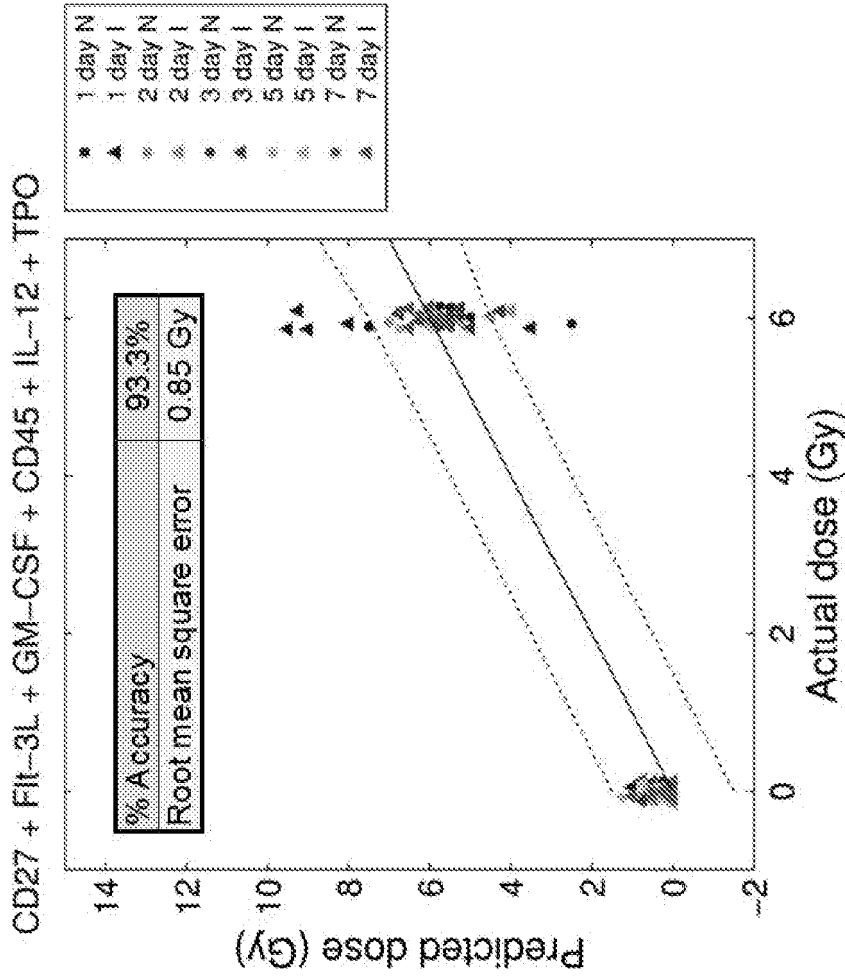 CD27 + Flt-3L + GM-CSF + CD45 + IL-12 + TPO
% Accuracy 93.3%
Root mean square error 0.85 Gy
Predicted dose (Gy)
14
12
10
8
6
4
2
0
-2
0 2 4 6
Actual dose (Gy)
1 day N
1 day I
2 day N
2 day I
3 day N
3 day I
5 day N
5 day I
7 day N
7 day I